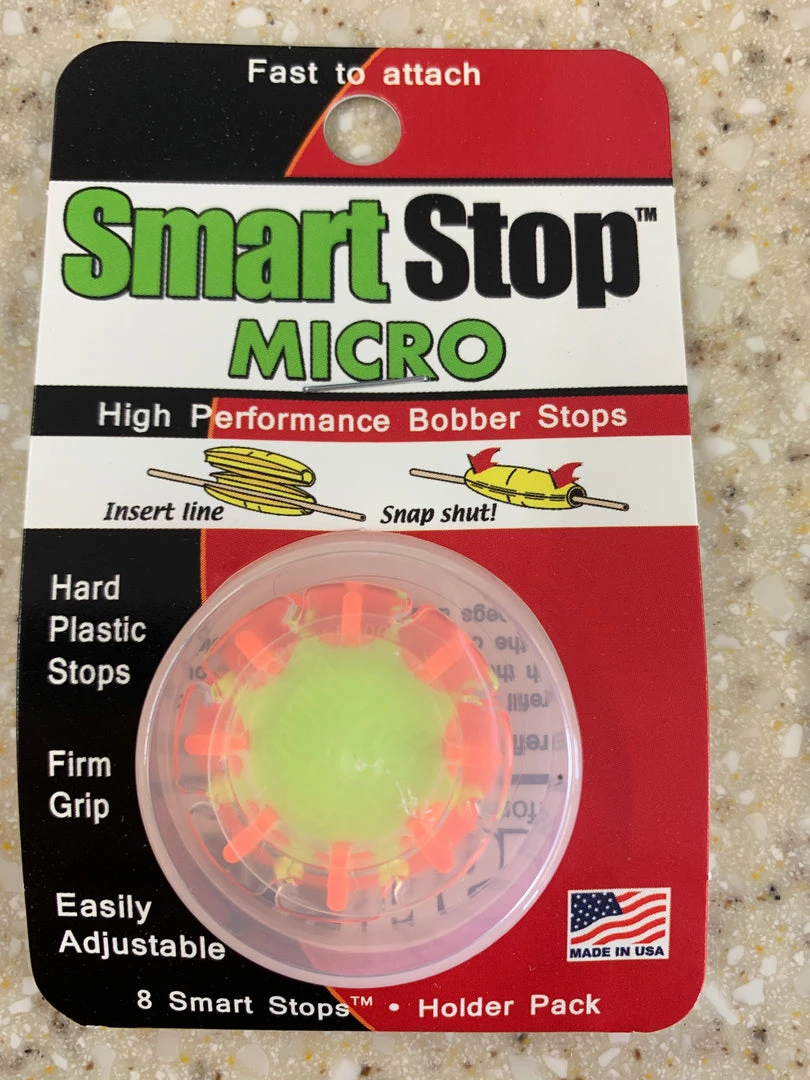 Fast to attach
Smart Stop™
MICRO
High Performance Bobber Stops
Insert line
Snap shut!
Hard
Plastic
Stops
Firm
Grip
Easily
Adjustable
MADE IN USA
8 Smart Stops™ • Holder Pack